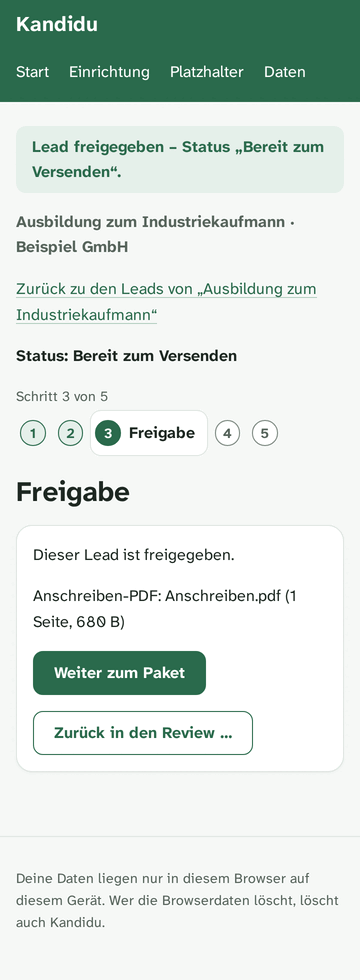 Kandidu
Start Einrichtung Platzhalter Daten
Lead freigegeben – Status „Bereit zum
Versenden“.
Ausbildung zum Industriekaufmann ·
Beispiel GmbH
Zurück zu den Leads von „Ausbildung zum
Industriekaufmann“
Status: Bereit zum Versenden
Schritt 3 von 5
1 2 3 Freigabe 4 5
Freigabe
Dieser Lead ist freigegeben.
Anschreiben-PDF: Anschreiben.pdf (1
Seite, 680 B)
Weiter zum Paket
Zurück in den Review …
Deine Daten liegen nur in diesem Browser auf
diesem Gerät. Wer die Browserdaten löscht, löscht
auch Kandidu.